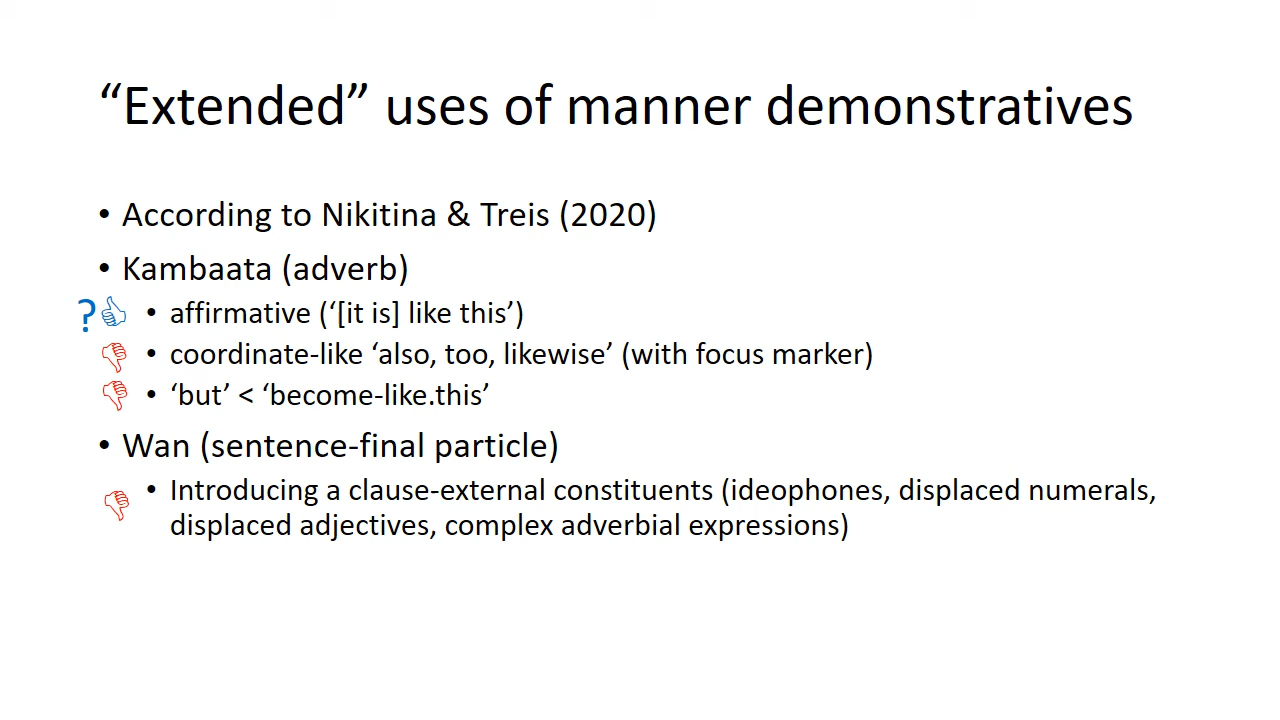 “Extended” uses of manner demonstratives
• According to Nikitina & Treis (2020)
• Kambaata (adverb)
?👍 • affirmative (‘[it is] like this’)
👎 • coordinate-like ‘also, too, likewise’ (with focus marker)
👎 • ‘but’ < ‘become-like.this’
• Wan (sentence-final particle)
👎 • Introducing a clause-external constituents (ideophones, displaced numerals,
displaced adjectives, complex adverbial expressions)